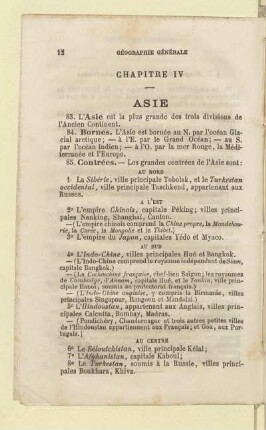 12 GÉOGRAPHIE GÉNÉRALE
CHAPITRE IV
ASIE
83. L'Asie est la plus grande des trois divisions de
l'Ancien Continent.
84. Bornes. L'Asie est bornée au N. par l'océan Gla-
cial arctique; — à l'E. par le Grand Océan; — au S.
par l'océan Indien; — à l'O. par la mer Rouge, la Médi-
terranée et l'Europe.
85. Contrées. — Les grandes contrées de l'Asie sont:
AU NORD
1 La Sibérie, ville principale Tobolsk, et le Turkestan
occidental, ville principale Taschkend, appartenant aux
Russes.
A L'EST
2° L'empire Chinois, capitale Péking; villes princi-
pales Nanking, Shanghaï, Canton.
— (L'empire chinois comprend la Chine propre, la Mandchou-
rie, la Corée, la Mongolie et le Tibet.)
3° L'empire du Japon, capitales Yédo et Myaco.
AU SUD
4° L'Indo-Chine, villes principales Hué et Bangkok.
— (L'Indo-Chine comprend le royaume indépendant de Siam,
capitale Bangkok.)
— (La Cochinchine française, chef-lieu Saïgon; les royaumes
de Cambodge, d'Annam, capitale Hué, et le Tonkin, ville prin-
cipale Hanoï, soumis au protectorat français.)
— (L'Indo-Chine anglaise, y compris la Birmanie, villes
principales Singapour, Rangoun et Mandalaï.)
5° L'Hindoustan, appartenant aux Anglais, villes princi-
pales Calcutta, Bombay, Madras.
— (Pondichéry, Chandernagor et trois autres petites villes
de l'Hindoustan appartiennent aux Français; et Goa, aux Por-
tugais.)
AU CENTRE
6° Le Béloutchistan, ville principale Kélat;
7° L'Afghanistan, capitale Kaboul;
8° Le Turkestan, soumis à la Russie, villes princi-
pales Boukhara, Khiva.